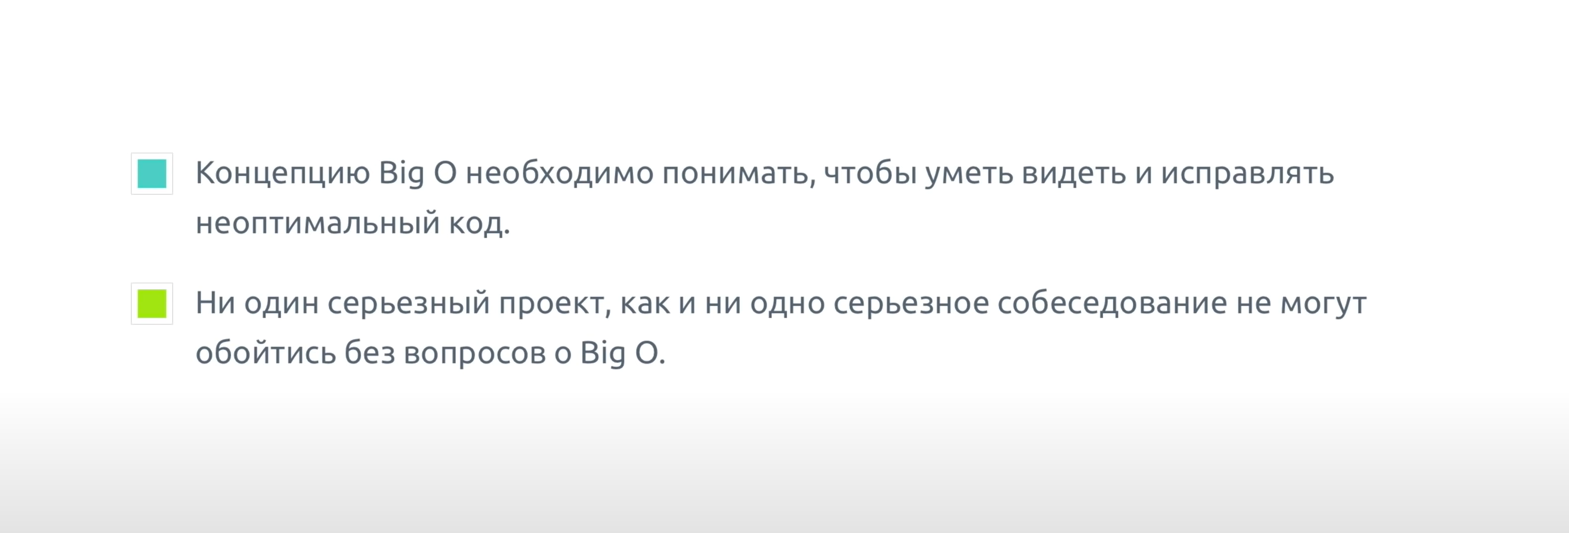 Концепцию Big O необходимо понимать, чтобы уметь видеть и исправлять
неоптимальный код.
Ни один серьезный проект, как и ни одно серьезное собеседование не могут
обойтись без вопросов о Big O.